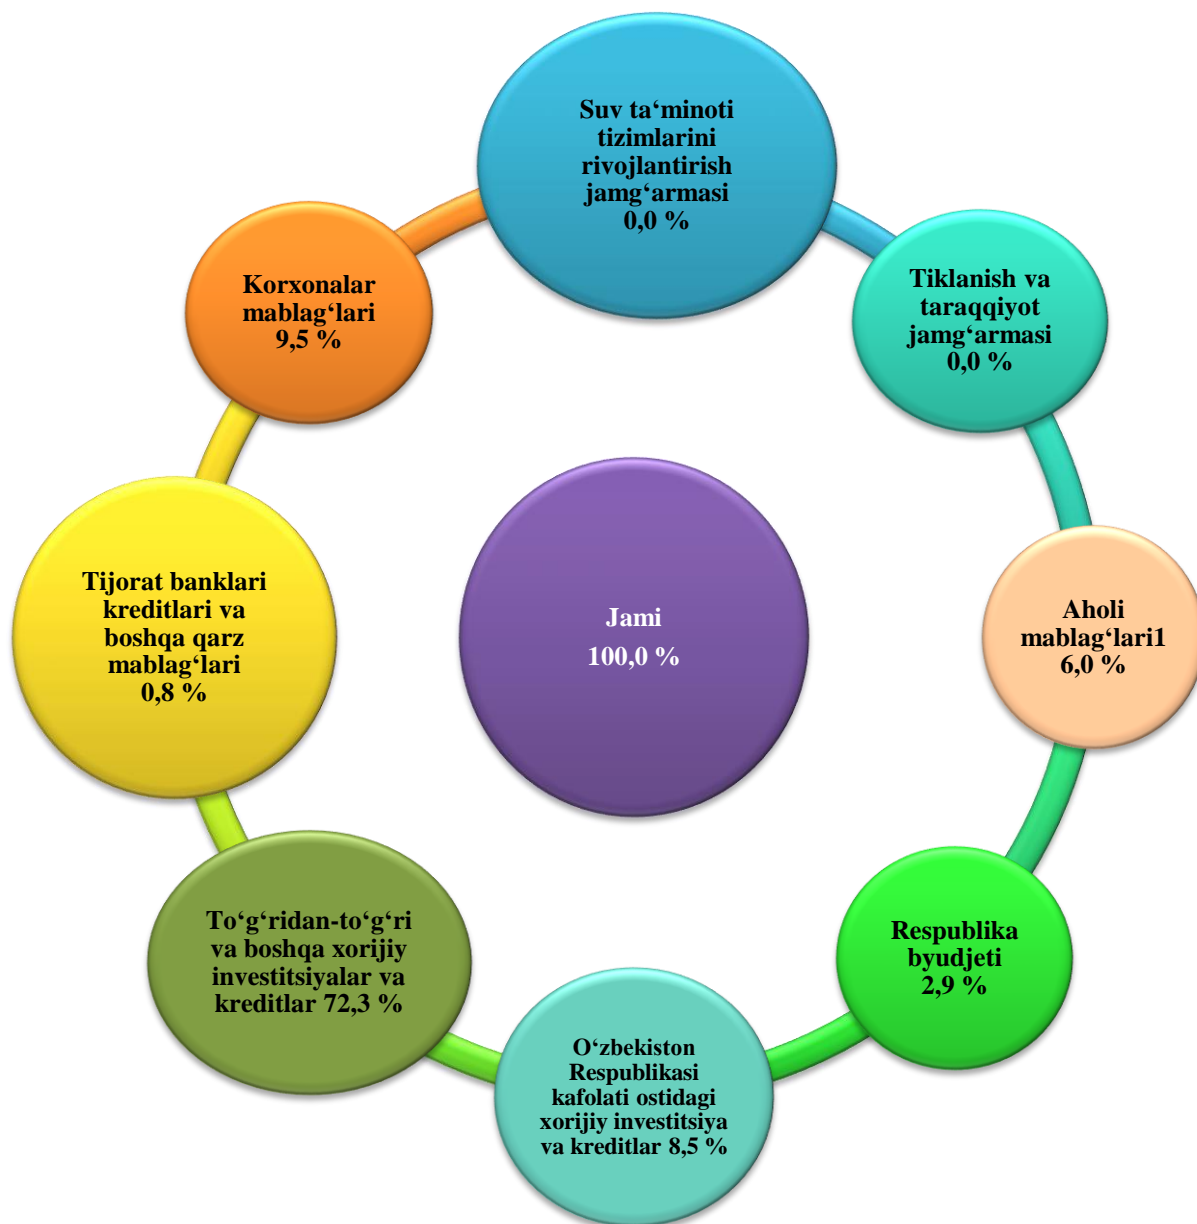 Suv ta‘minoti
tizimlarini
rivojlantirish
jamg‘armasi
0,0 %
Tiklanish va
taraqqiyot
jamg‘armasi
0,0 %
Aholi
mablag‘lari1
6,0 %
Respublika
byudjeti
2,9 %
O‘zbekiston
Respublikasi
kafolati ostidagi
xorijiy investitsiya
va kreditlar 8,5 %
To‘g‘ridan-to‘g‘ri
va boshqa xorijiy
investitsiyalar va
kreditlar 72,3 %
Tijorat banklari
kreditlari va
boshqa qarz
mablag‘lari
0,8 %
Korxonalar
mablag‘lari
9,5 %
Jami
100,0 %